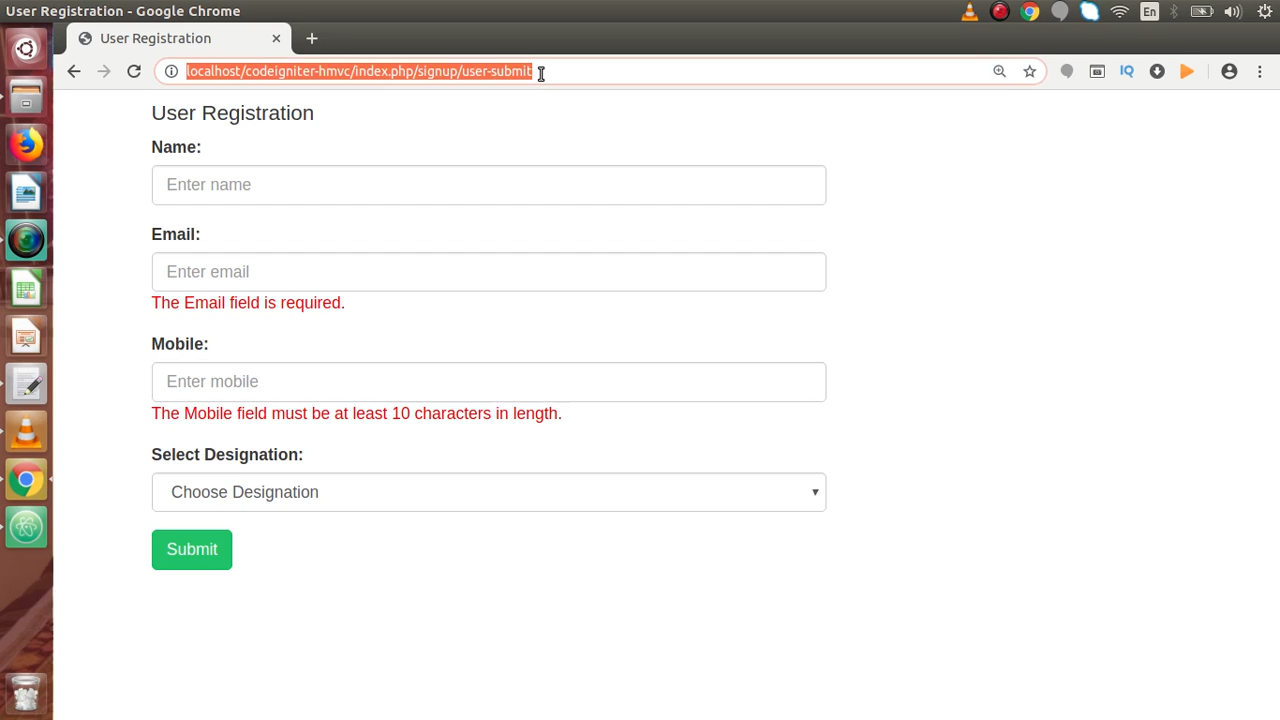 User Registration - Google Chrome
En
User Registration
localhost/codeigniter-hmvc/index.php/signup/user-submit
IQ
User Registration
Name:
Enter name
Email:
Enter email
The Email field is required.
Mobile:
Enter mobile
The Mobile field must be at least 10 characters in length.
Select Designation:
Choose Designation
Submit